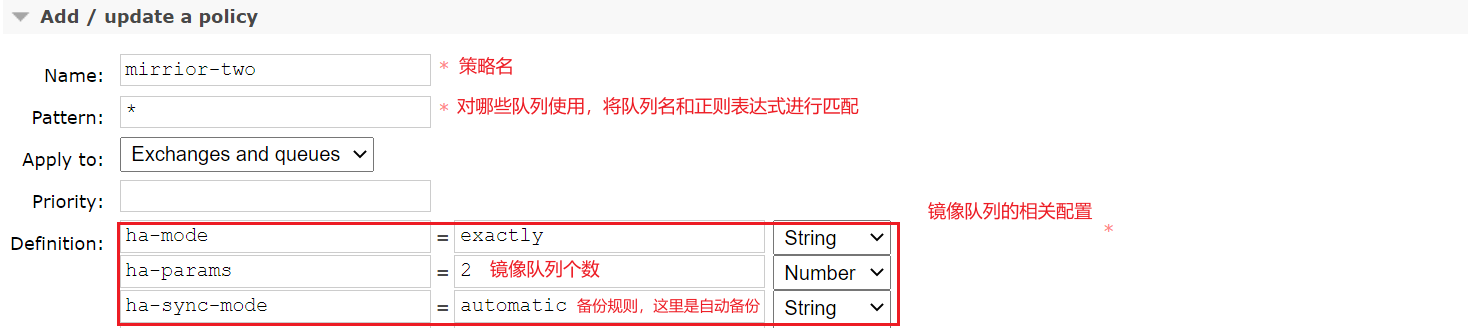 Add / update a policy
Name: mirrior-two * 策略名
Pattern: * * 对哪些队列使用，将队列名和正则表达式进行匹配
Apply to: Exchanges and queues
Priority:
镜像队列的相关配置
*
Definition: ha-mode = exactly String
ha-params = 2 镜像队列个数 Number
ha-sync-mode = automatic 备份规则，这里是自动备份 String